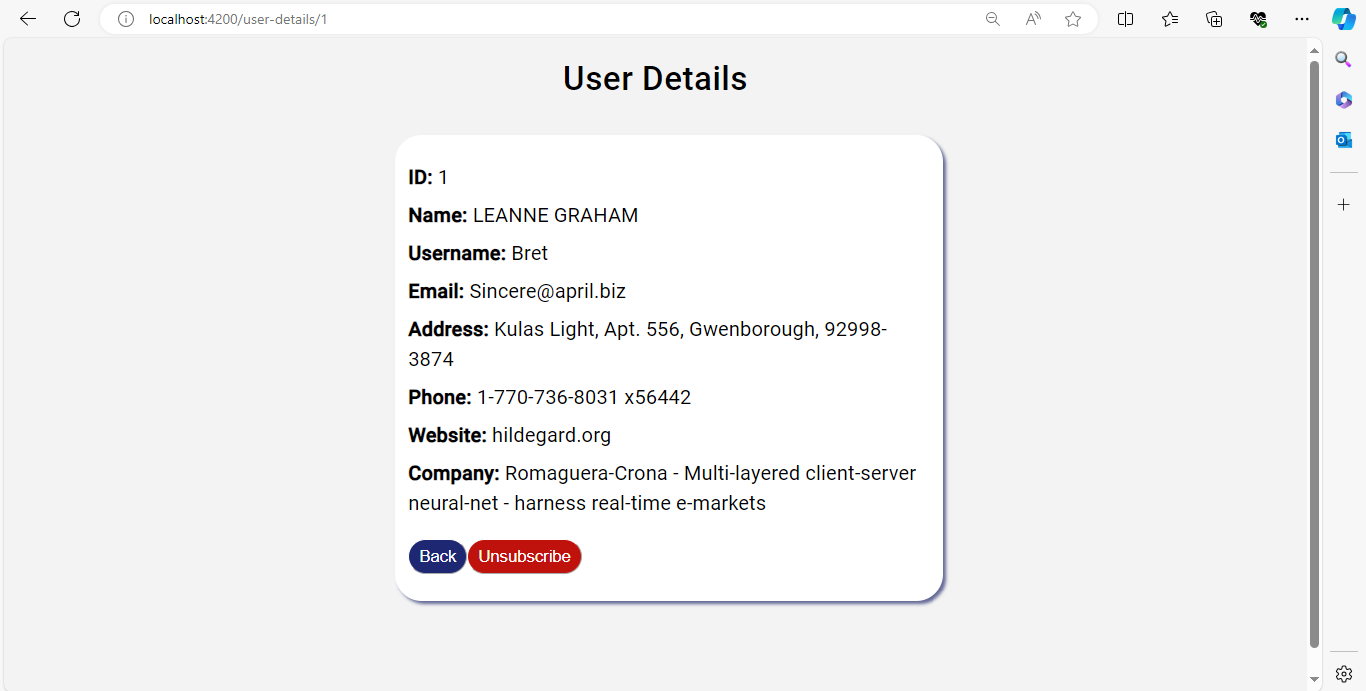 localhost:4200/user-details/1
User Details
ID: 1
Name: LEANNE GRAHAM
Username: Bret
Email: Sincere@april.biz
Address: Kulas Light, Apt. 556, Gwenborough, 92998-
3874
Phone: 1-770-736-8031 x56442
Website: hildegard.org
Company: Romaguera-Crona - Multi-layered client-server
neural-net - harness real-time e-markets
Back Unsubscribe